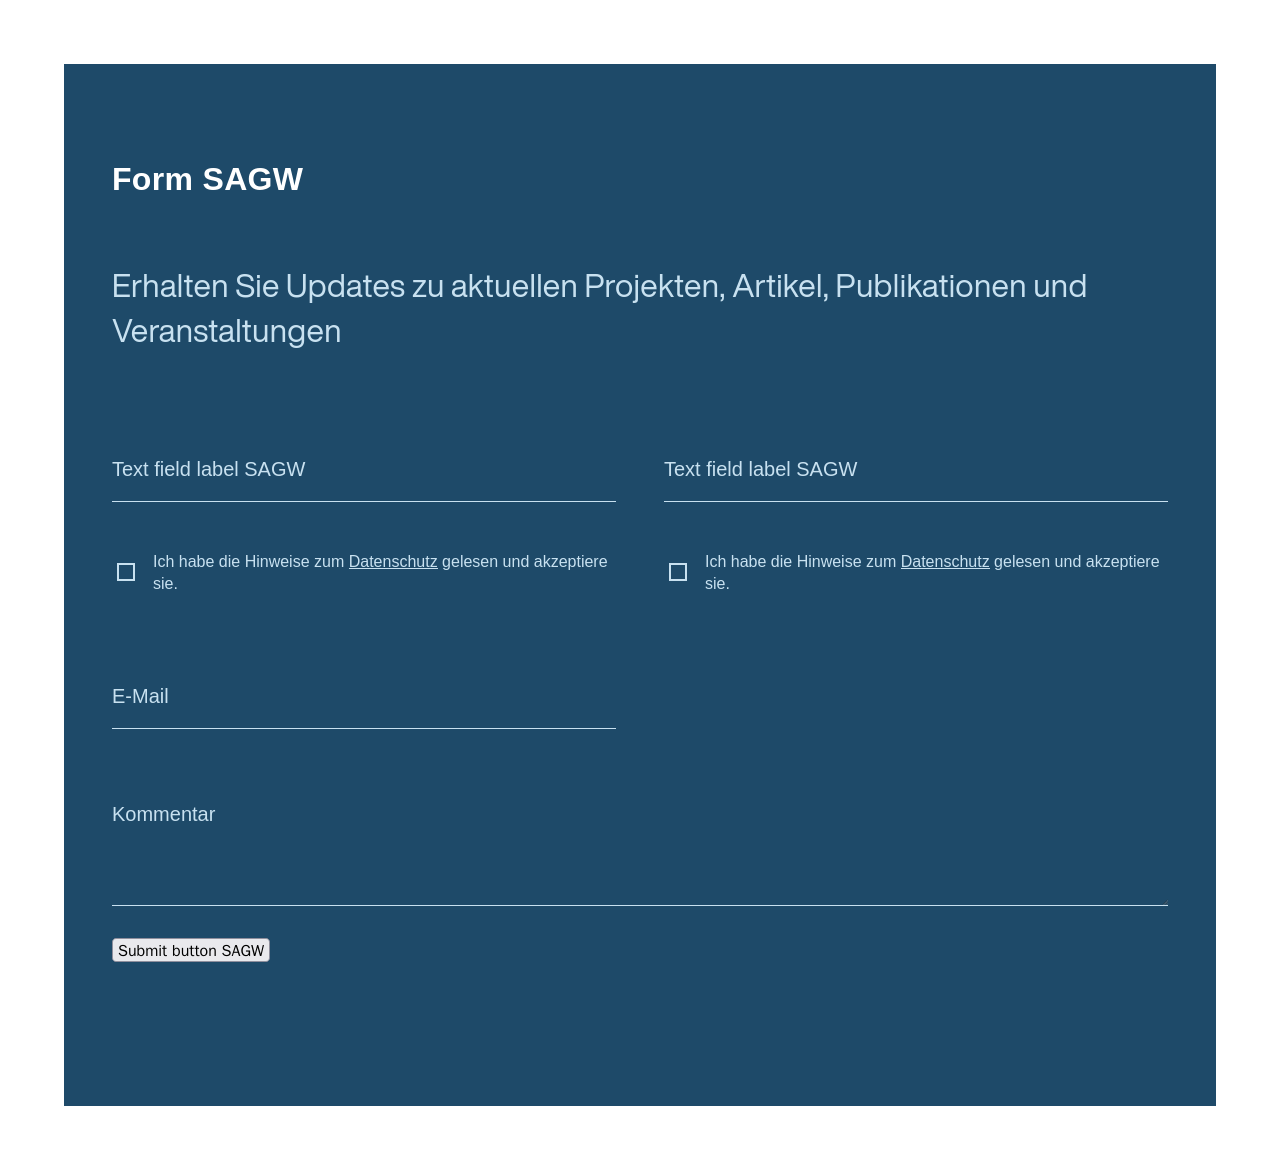 Form SAGW
Erhalten Sie Updates zu aktuellen Projekten, Artikel, Publikationen und
Veranstaltungen
Text field label SAGW
Text field label SAGW
Ich habe die Hinweise zum Datenschutz gelesen und akzeptiere
sie.
Ich habe die Hinweise zum Datenschutz gelesen und akzeptiere
sie.
E-Mail
Kommentar
Submit button SAGW